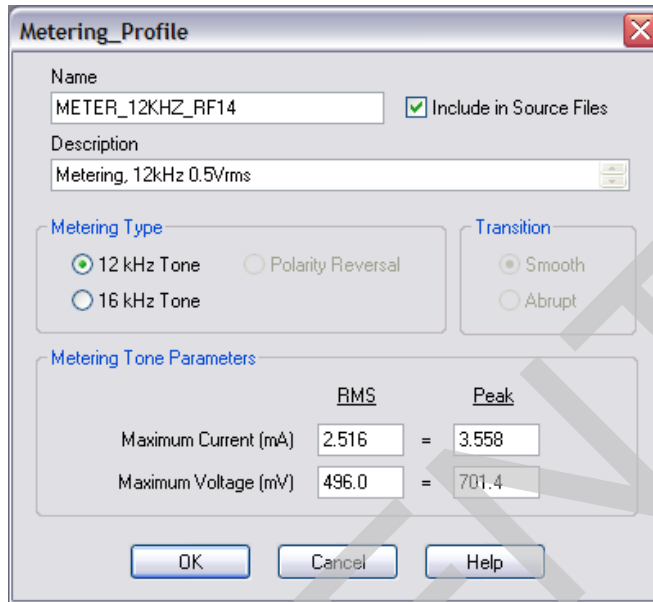 Metering_Profile
Name
METER_12KHZ_RF14
Include in Source Files
Description
Metering, 12kHz 0.5Vrms
Metering Type
12 kHz Tone
Polarity Reversal
16 kHz Tone
Transition
Smooth
Abrupt
Metering Tone Parameters
RMS Peak
Maximum Current (mA) 2.516 = 3.558
Maximum Voltage (mV) 496.0 = 701.4
OK Cancel Help